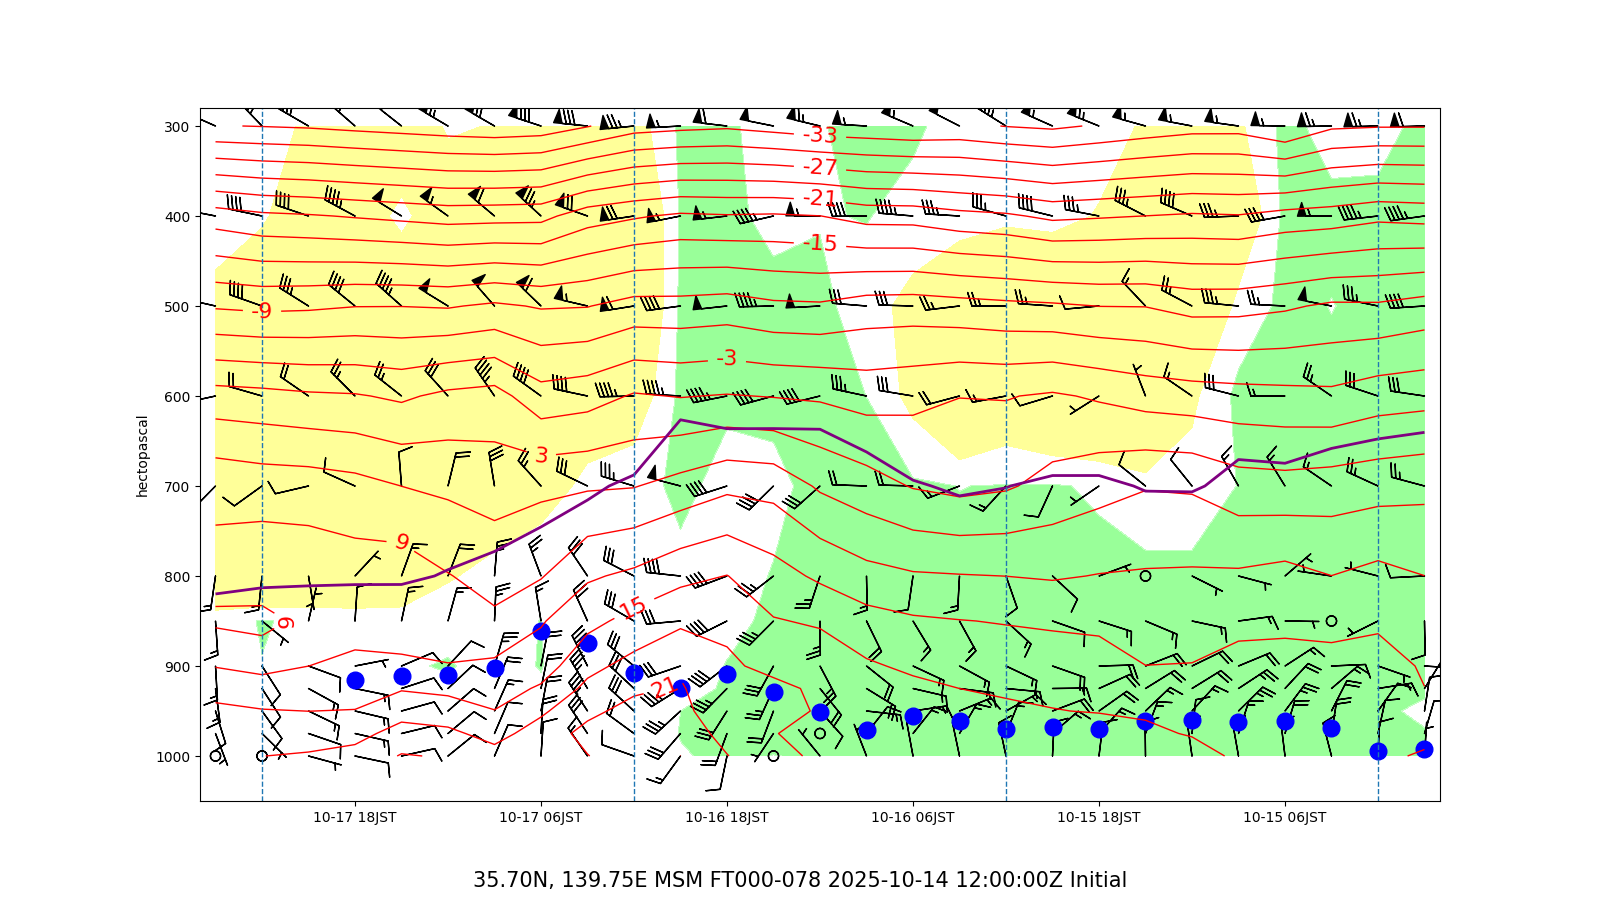 300
400
500
600
700
800
900
1000
hectopascal
-33
-27
-21
-15
-9
-3
3
9
9
15
21
10-17 18JST
10-17 06JST
10-16 18JST
10-16 06JST
10-15 18JST
10-15 06JST
35.70N, 139.75E MSM FT000-078 2025-10-14 12:00:00Z Initial